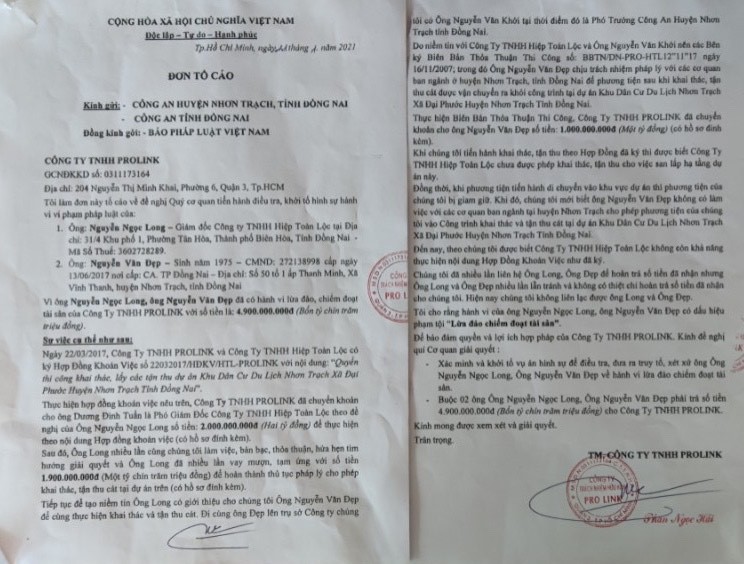 CỘNG HÒA XÃ HỘI CHỦ NGHĨA VIỆT NAM
Độc lập – Tự do – Hạnh phúc
Tp.Hồ Chí Minh, ngày tháng 4 năm 2021
ĐƠN TỐ CÁO
Kính gửi: - CÔNG AN HUYỆN NHƠN TRẠCH, TỈNH ĐỒNG NAI
- CÔNG AN TỈNH ĐỒNG NAI
Đồng kính gởi: - BÁO PHÁP LUẬT VIỆT NAM
CÔNG TY TNHH PROLINK
GCNĐKKD số: 0311173164
Địa chỉ: 204 Nguyễn Thị Minh Khai, Phường 6, Quận 3, Tp.HCM
Tôi làm đơn này tố cáo về đề nghị Quý cơ quan tiến hành điều tra, khởi tố hình sự hành vi vi phạm pháp luật của:
1. Ông: Nguyễn Ngọc Long – Giám đốc Công Ty TNHH Hiệp Toàn Lộc tại Địa
chỉ: 31/4 Khu phố 1, Phường Tân Hòa, Thành phố Biên Hòa, Tỉnh Đồng Nai -
Mã Số Thuế: 3602728289.
2. Ông: Nguyễn Văn Đẹp – Sinh năm 1975 – CMND: 272138998 cấp ngày
13/06/2017 nơi cấp: CA. TP Đồng Nai – Địa chỉ: Số 50 tổ 1 ấp Thanh Minh, Xã
Vĩnh Thanh, huyện Nhơn Trạch, tỉnh Đồng Nai
Vì ông Nguyễn Ngọc Long, ông Nguyễn Văn Đẹp đã có hành vi lừa đảo, chiếm đoạt
tài sản của Công Ty TNHH PROLINK với số tiền là: 4.900.000.000đ (Bốn tỷ chín trăm
triệu đồng).
Sự việc cụ thể như sau:
Ngày 22/03/2017, Công Ty TNHH PROLINK và Công Ty TNHH Hiệp Toàn Lộc có
ký Hợp Đồng Khoán Việc số 22032017/HĐKV/HTL-PROLINK với nội dung: "Quyền
thi công khai thác, lấy các tận thu dự án Khu Dân Cư Du Lịch Nhơn Trạch Xã Đại
Phước Huyện Nhơn Trạch Tỉnh Đồng Nai".
Thực hiện hợp đồng khoán việc nêu trên, Công Ty TNHH PROLINK đã chuyển khoản
cho ông Dương Đình Tuấn là Phó Giám Đốc Công Ty TNHH Hiệp Toàn Lộc theo đề
nghị của Ông Nguyễn Ngọc Long số tiền: 2.000.000.000đ (Hai tỷ đồng) để thực hiện
theo nội dung Hợp đồng khoán việc (có hồ sơ đính kèm).
Sau đó, Ông Long nhiều lần cùng chúng tôi làm việc, bàn bạc, thỏa thuận, hứa hẹn tìm
hướng giải quyết và Ông Long đã nhiều lần vay mượn, tạm ứng với số tiền
1.900.000.000đ (Một tỷ chín trăm triệu đồng) để hoàn thành thủ tục pháp lý cho phép
khai thác, tận thu cát tại dự án trên (có hồ sơ đính kèm).
Tiếp tục để tạo niềm tin Ông Long có giới thiệu cho chúng tôi Ông Nguyễn Văn Đẹp
để cùng thực hiện khai thác và tận thu cát. Đi cùng ông Đẹp lên trụ sở Công ty chúng
tôi có Ông Nguyễn Văn Khôi tại thời điểm đó là Phó Trưởng Công An Huyện Nhơn
Trạch tỉnh Đồng Nai.
Do niềm tin với Công Ty TNHH Hiệp Toàn Lộc và Ông Nguyễn Văn Khôi nên các Bên
ký Biên Bản Thỏa Thuận Thi Công số: BBTN/DN-PRO-HTL12"11"17 ngày
16/11/2007; trong đó Ông Nguyễn Văn Đẹp chịu trách nhiệm pháp lý với các cơ quan
ban ngành ở huyện Nhơn Trạch, tỉnh Đồng Nai để phương tiện sau khi khai thác, tận
thu cát được vận chuyển ra khỏi công trình tại dự án Khu Dân Cư Du Lịch Nhơn Trạch
Xã Đại Phước Huyện Nhơn Trạch Tỉnh Đồng Nai.
Thực hiện Biên Bản Thỏa Thuận Thi Công, Công Ty TNHH PROLINK đã chuyển
khoản cho ông Nguyễn Văn Đẹp số tiền: 1.000.000.000đ (Một tỷ đồng) (có hồ sơ đính
kèm).
Khi chúng tôi tiến hành khai thác, tận thu theo Hợp Đồng đã ký thì được biết Công Ty
TNHH Hiệp Toàn Lộc chưa được phép khai thác, tận thu cho việc san lấp hạ tầng dự
án này.
Đồng thời, khi phương tiện tiến hành di chuyển vào khu vực dự án thì phương tiện của
chúng tôi bị giam giữ. Khi đó, chúng tôi mới biết ông Nguyễn Văn Đẹp không có làm
việc với các cơ quan ban ngành tại huyện Nhơn Trạch cho phép phương tiện của chúng
tôi vào Công trình khai thác và tận thu cát tại dự án Khu Dân Cư Du Lịch Nhơn Trạch
Xã Đại Phước Huyện Nhơn Trạch Tỉnh Đồng Nai.
Đến nay, theo chúng tôi được biết Công Ty TNHH Hiệp Toàn Lộc không còn khả năng
thực hiện nội dung Hợp Đồng Khoán Việc như đã ký.
Chúng tôi đã nhiều lần liên hệ Ông Long, Ông Đẹp để hoàn trả số tiền đã nhận nhưng
Ông Long và Ông Đẹp nhiều lần lẫn tránh và không có thiệt chí hoàn trả số tiền đã nhận
cho chúng tôi. Hiện nay chúng tôi không liên lạc được ông Long và Ông Đẹp.
Tôi cho rằng hành vi của ông Nguyễn Ngọc Long, Ông Nguyễn Văn Đẹp có dấu hiệu
phạm tội "Lừa đảo chiếm đoạt tài sản".
Để bảo đảm quyền và lợi ích hợp pháp của Công Ty TNHH PROLINK. Kính đề nghị
quí Cơ quan giải quyết :
- Xác minh và khởi tố vụ án hình sự để điều tra, đưa ra truy tố, xét xử ông Ông
Nguyễn Ngọc Long, Ông Nguyễn Văn Đẹp về hành vi lừa đảo chiếm đoạt tài
sản.
- Buộc 02 ông Nguyễn Ngọc Long, Ông Nguyễn Văn Đẹp phải trả số tiền
4.900.000.000đ (Bốn tỷ chín trăm triệu đồng) cho Công Ty TNHH PROLINK.
Kính mong được xem xét và giải quyết.
Trân trọng.
TM. CÔNG TY TNHH PROLINK
CÔNG TY
TRÁCH NHIỆM HỮU HẠN
PRO LINK
Phan Ngọc Hải